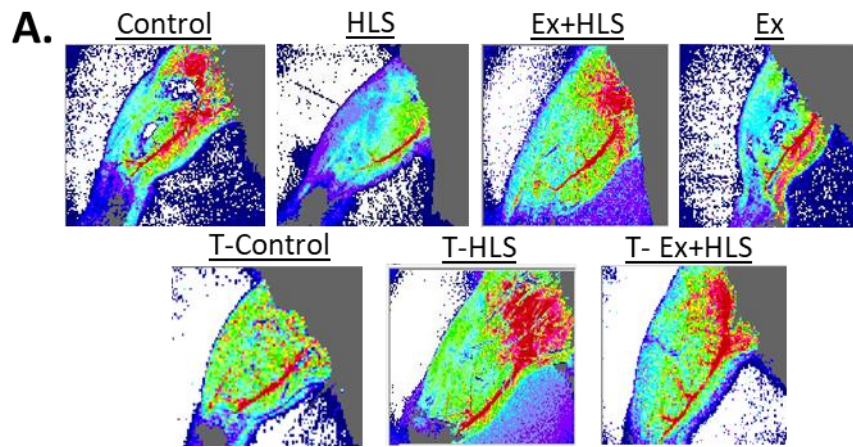 A.
Control HLS Ex+HLS Ex
T-Control T-HLS T- Ex+HLS